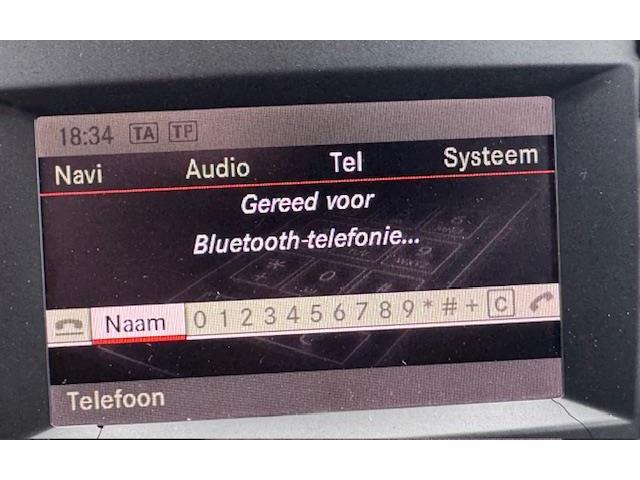 18:34 TA TP
Navi Audio Tel Systeem
Gereed voor
Bluetooth-telefonie...
Naam 0 1 2 3 4 5 6 7 8 9 * # + C
Telefoon